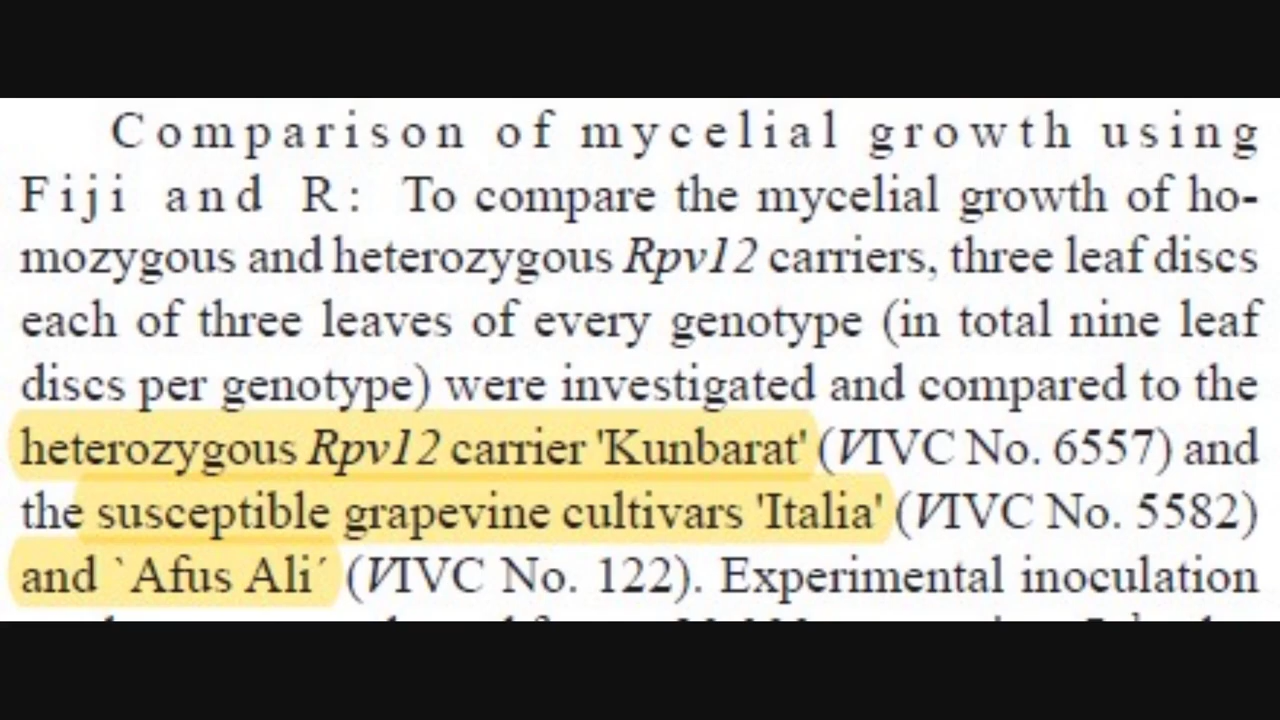 Comparison of mycelial growth using
Fiji and R: To compare the mycelial growth of ho-
mozygous and heterozygous Rpv12 carriers, three leaf discs
each of three leaves of every genotype (in total nine leaf
discs per genotype) were investigated and compared to the
heterozygous Rpv12 carrier 'Kunbarat' (VIVC No. 6557) and
the susceptible grapevine cultivars 'Italia' (VIVC No. 5582)
and `Afus Ali´ (VIVC No. 122). Experimental inoculation